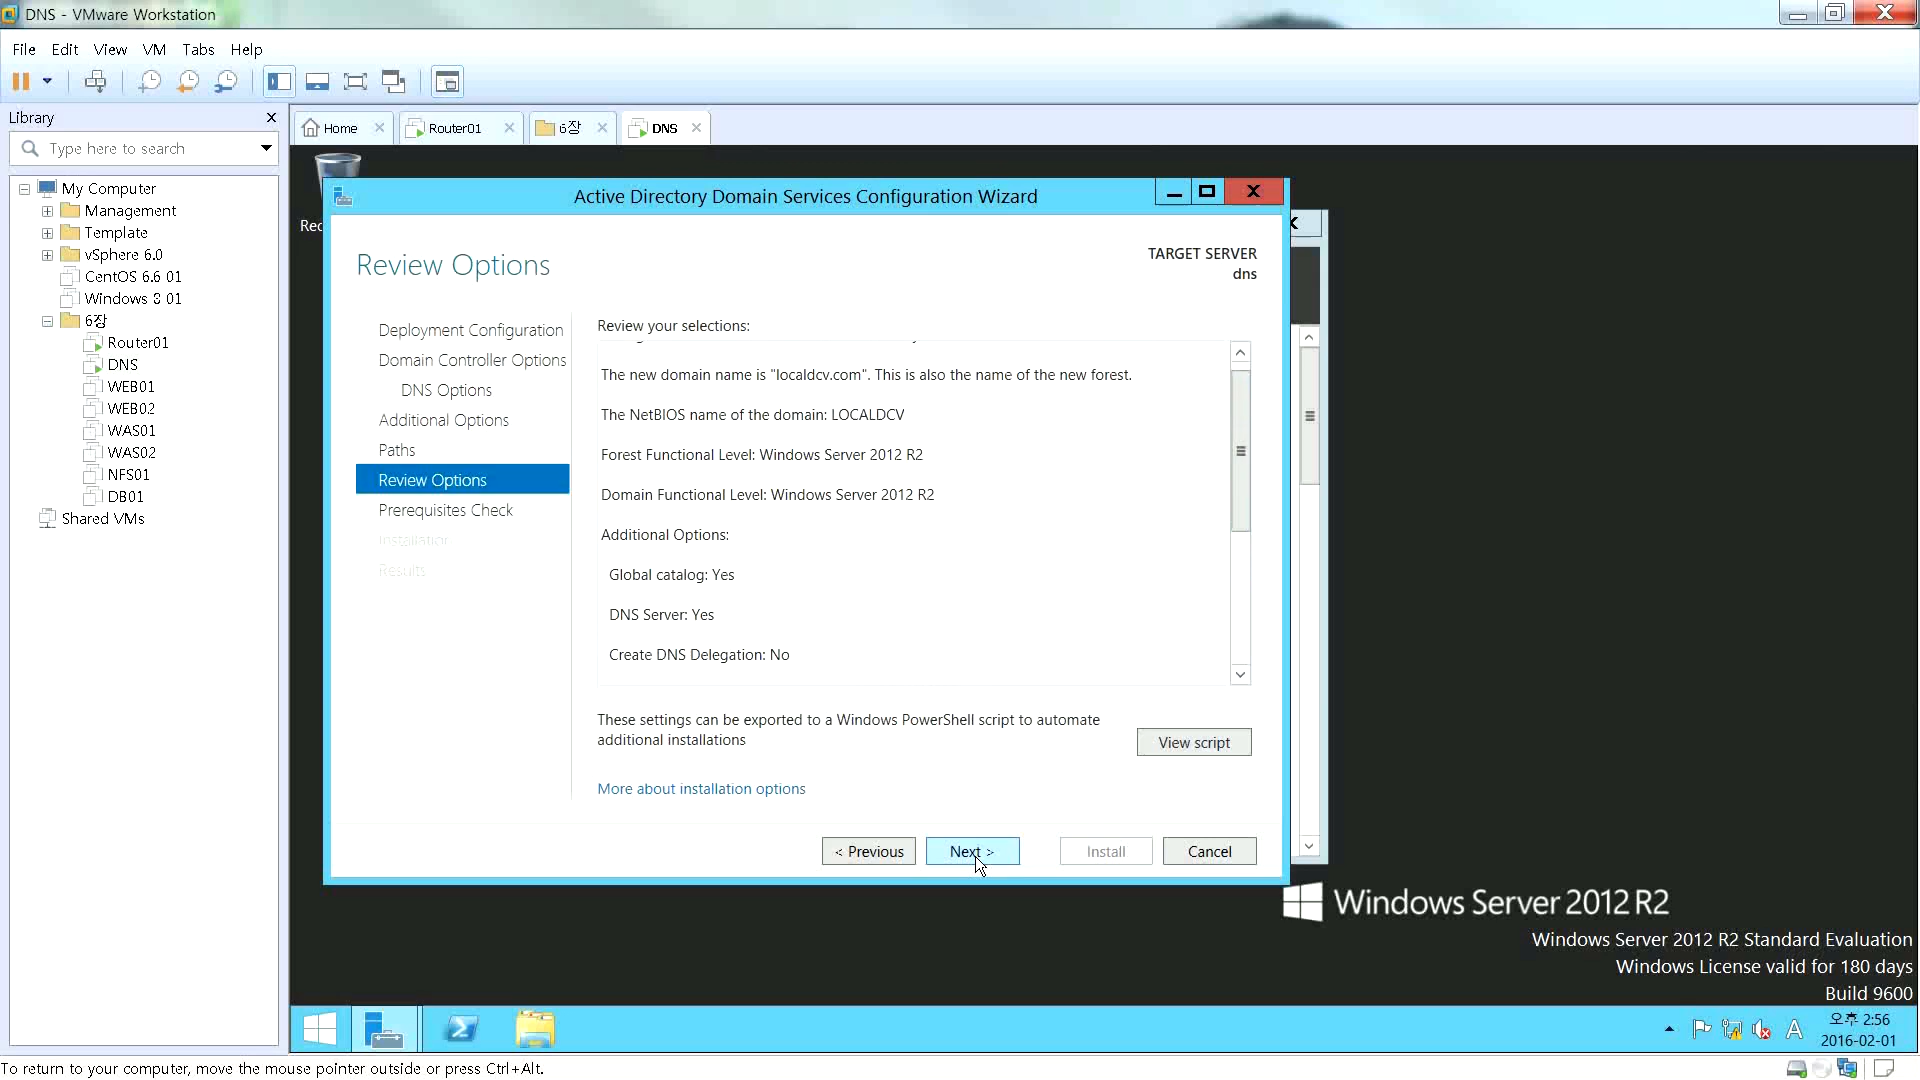 DNS - VMware Workstation
File Edit View VM Tabs Help
Library
Type here to search
My Computer
Management
Template
vSphere 6.0
CentOS 6.6 01
Windows 8 01
6장
Router01
DNS
WEB01
WEB02
WAS01
WAS02
NFS01
DB01
Shared VMs
Home
Router01
6장
DNS
Rec
Active Directory Domain Services Configuration Wizard
Review Options
TARGET SERVER
dns
Deployment Configuration
Domain Controller Options
DNS Options
Additional Options
Paths
Review Options
Prerequisites Check
Installation
Results
Review your selections:
The new domain name is "localdcv.com". This is also the name of the new forest.
The NetBIOS name of the domain: LOCALDCV
Forest Functional Level: Windows Server 2012 R2
Domain Functional Level: Windows Server 2012 R2
Additional Options:
Global catalog: Yes
DNS Server: Yes
Create DNS Delegation: No
These settings can be exported to a Windows PowerShell script to automate
additional installations
View script
More about installation options
< Previous
Next >
Install
Cancel
Windows Server 2012 R2
Windows Server 2012 R2 Standard Evaluation
Windows License valid for 180 days
Build 9600
A
오후 2:56
2016-02-01
To return to your computer, move the mouse pointer outside or press Ctrl+Alt.